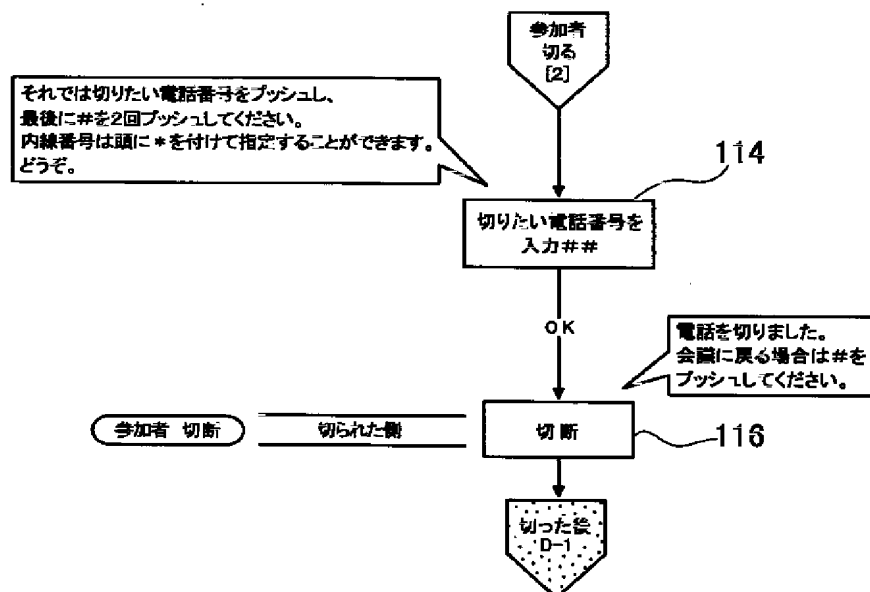 参加者
切る
[2]
それでは切りたい電話番号をプッシュし、
最後に#を2回プッシュしてください。
内線番号は頭に＊を付けて指定することができます。
どうぞ。
114
切りたい電話番号を
入力##
OK
電話を切りました。
会議に戻る場合は#を
プッシュしてください。
参加者 切断
切られた側
切断
116
切った後
D-1